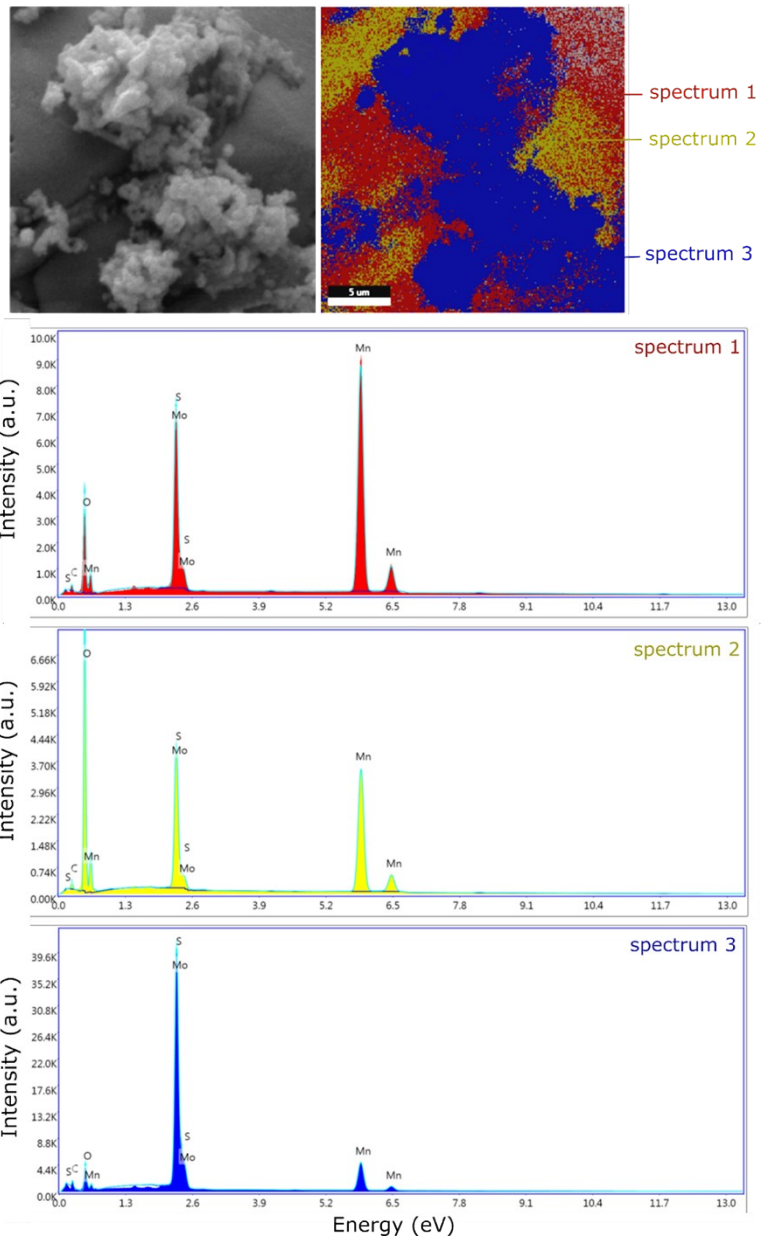 spectrum 1
spectrum 2
spectrum 3
5 um
Intensity (a.u.)
spectrum 1
10.0K
9.0K
8.0K
7.0K
6.0K
5.0K
4.0K
3.0K
2.0K
1.0K
0.0K
S
C
O
Mn
S
Mo
S
Mo
Mn
Mn
0.0 1.3 2.6 3.9 5.2 6.5 7.8 9.1 10.4 11.7 13.0
Intensity (a.u.)
spectrum 2
6.66K
5.92K
5.18K
4.44K
3.70K
2.96K
2.22K
1.48K
0.74K
0.00K
S
C
O
Mn
S
Mo
S
Mo
Mn
Mn
0.0 1.3 2.6 3.9 5.2 6.5 7.8 9.1 10.4 11.7 13.0
Intensity (a.u.)
spectrum 3
39.6K
35.2K
30.8K
26.4K
22.0K
17.6K
13.2K
8.8K
4.4K
0.0K
S
C
O
Mn
S
Mo
S
Mo
Mn
Mn
0.0 1.3 2.6 3.9 5.2 6.5 7.8 9.1 10.4 11.7 13.0
Energy (eV)